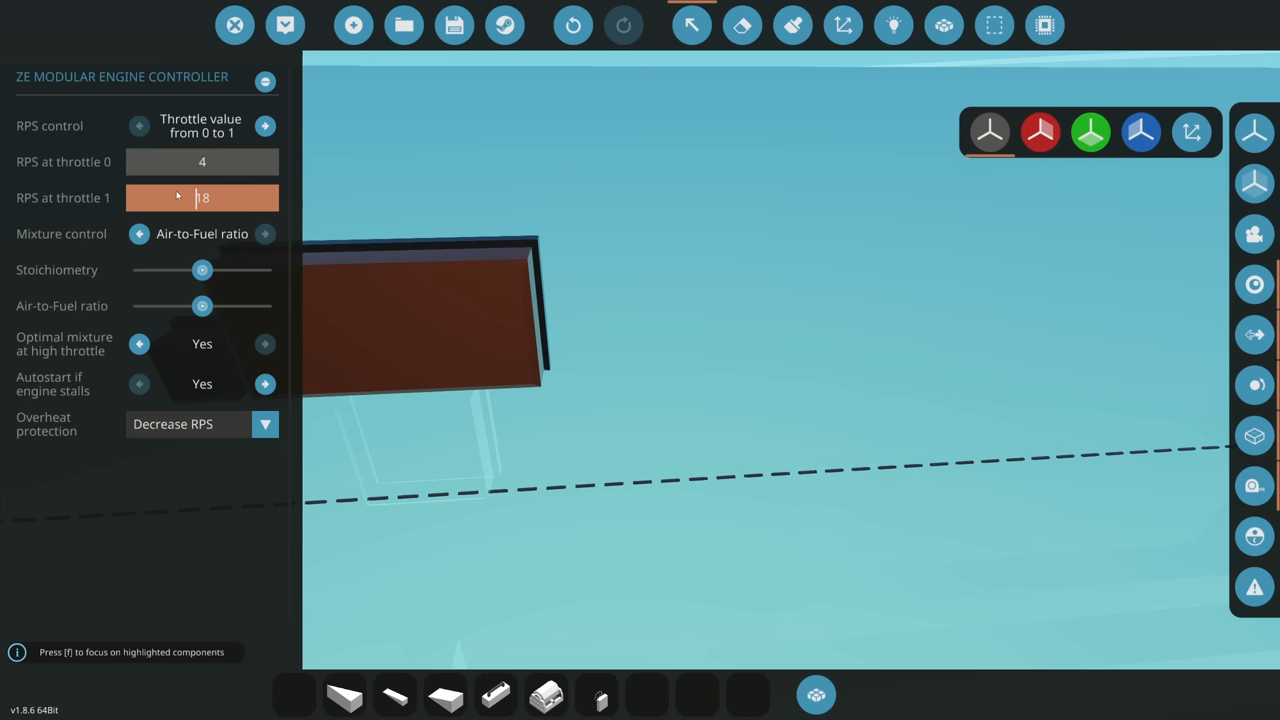 ZE MODULAR ENGINE CONTROLLER
RPS control
Throttle value
from 0 to 1
RPS at throttle 0
4
RPS at throttle 1
18
Mixture control
Air-to-Fuel ratio
Stoichiometry
Air-to-Fuel ratio
Optimal mixture
at high throttle
Yes
Autostart if
engine stalls
Yes
Overheat
protection
Decrease RPS
Press [f] to focus on highlighted components
v1.8.6 64Bit